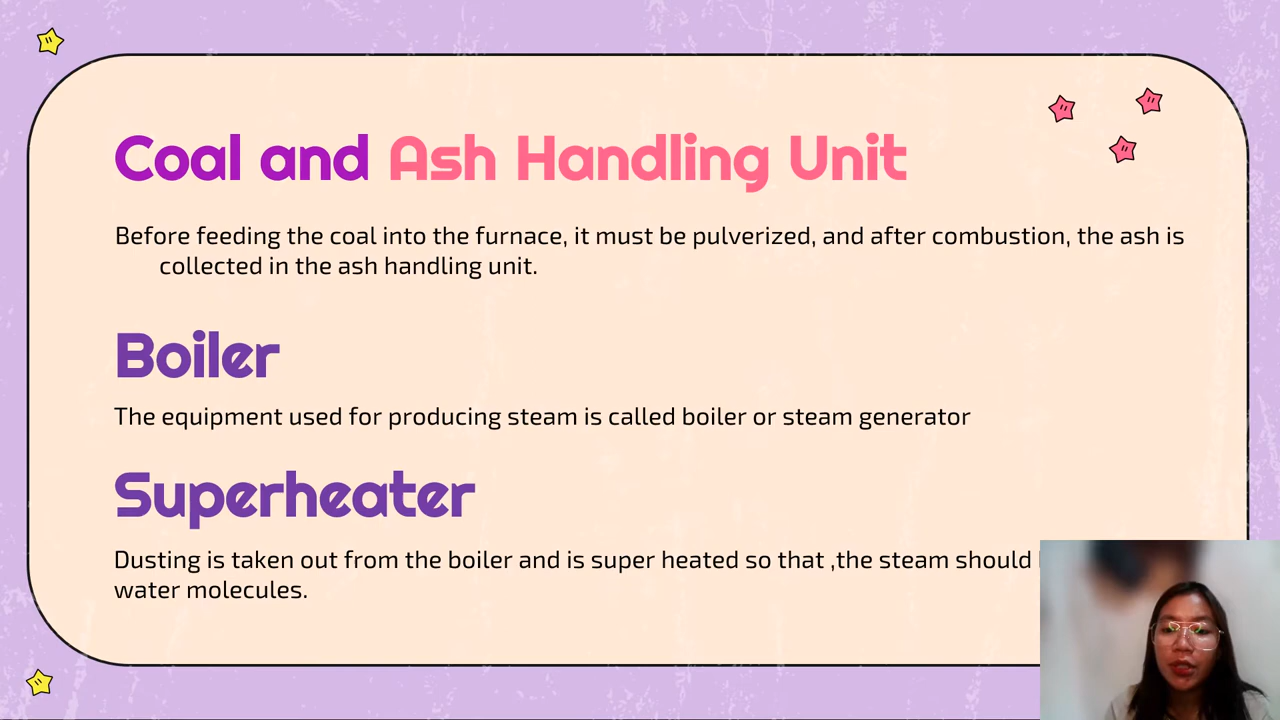 Coal and Ash Handling Unit
Before feeding the coal into the furnace, it must be pulverized, and after combustion, the ash is
collected in the ash handling unit.
Boiler
The equipment used for producing steam is called boiler or steam generator
Superheater
Dusting is taken out from the boiler and is super heated so that ,the steam should
water molecules.